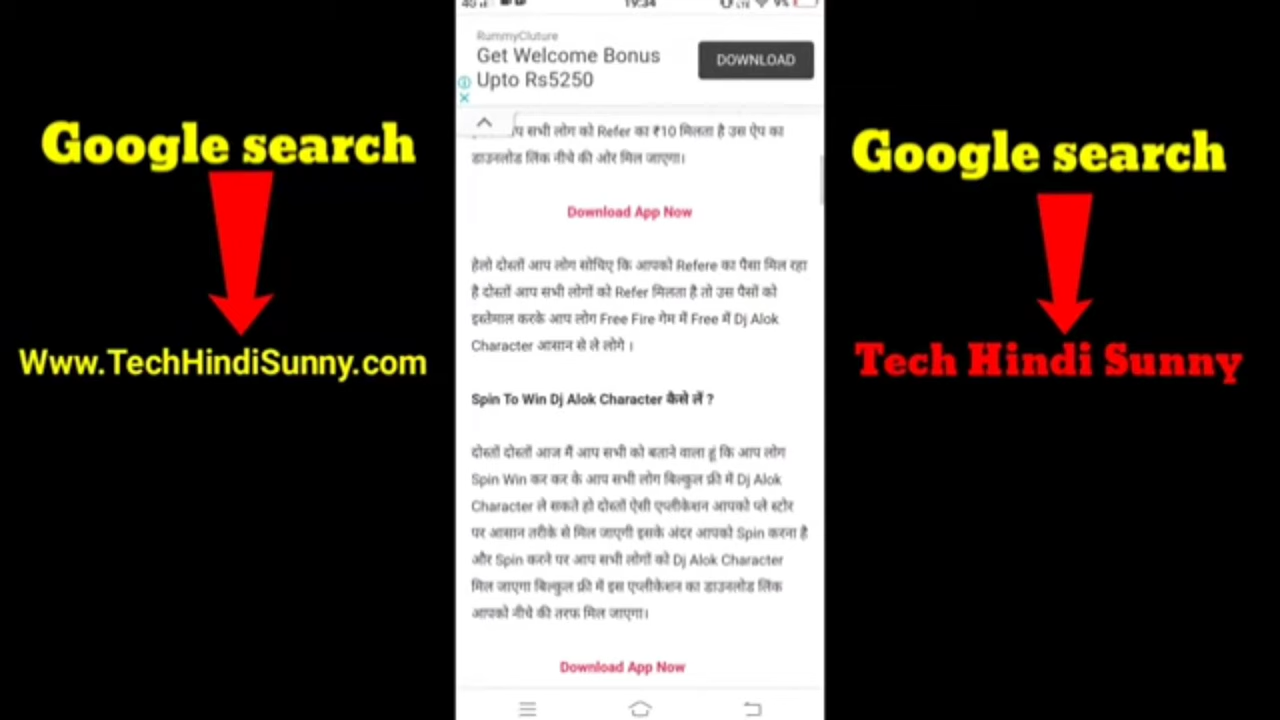 4G 19:34 LTE 9%
RummyCluture
Get Welcome Bonus
Upto Rs5250
DOWNLOAD
Google search
Www.TechHindiSunny.com
सभी लोग को Refer का ₹10 मिलता है उस ऐप का
डाउनलोड लिंक नीचे की ओर मिल जाएगा।
Download App Now
हेलो दोस्तों आप लोग सोचिए कि आपको Refere का पैसा मिल रहा
है दोस्तों आप सभी लोगों को Refer मिलता है तो उस पैसों को
इस्तेमाल करके आप लोग Free Fire गेम में Free में Dj Alok
Character आसान से ले लोगे ।
Spin To Win Dj Alok Character कैसे लें ?
दोस्तों दोस्तों आज मैं आप सभी को बताने वाला हूं कि आप लोग
Spin Win कर कर के आप सभी लोग बिल्कुल फ्री में Dj Alok
Character ले सकते हो दोस्तों ऐसी एप्लीकेशन आपको प्ले स्टोर
पर आसान तरीके से मिल जाएगी इसके अंदर आपको Spin करना है
और Spin करने पर आप सभी लोगों को Dj Alok Character
मिल जाएगा बिल्कुल फ्री में इस एप्लीकेशन का डाउनलोड लिंक
आपको नीचे की तरफ मिल जाएगा।
Download App Now
Google search
Tech Hindi Sunny